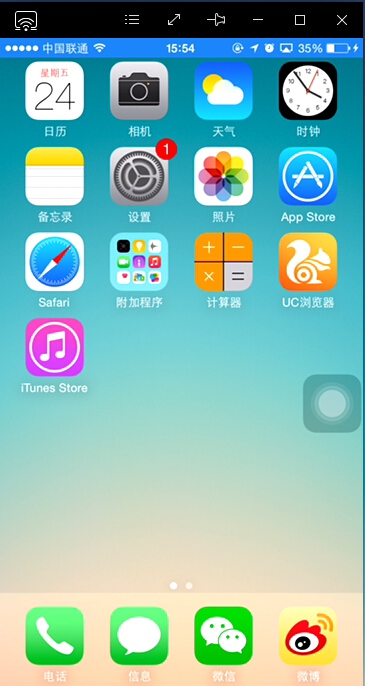 中国联通 15:54 35%
星期五
24
日历 相机 天气 时钟
1
备忘录 设置 照片 App Store
Safari 附加程序 计算器 UC浏览器
iTunes Store
电话 信息 微信 微博